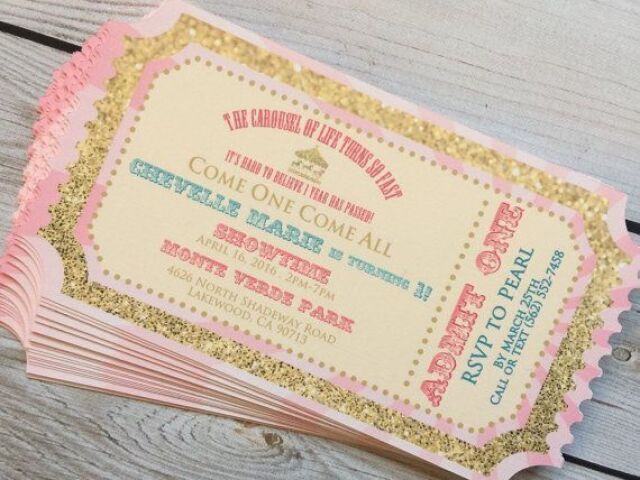 THE CAROUSEL OF LIFE TURNS SO FAST
IT'S HARD TO BELIEVE 1 YEAR HAS PASSED!
COME ONE COME ALL
CHEVELLE MARIE IS TURNING 1!
SHOWTIME
APRIL 16, 2016 - 2PM-7PM
MONTE VERDE PARK
4626 NORTH SHADEWAY ROAD
LAKEWOOD, CA 90713
ADMIT ONE
RSVP TO PEARL
BY MARCH 25TH
CALL OR TEXT (562) 552-7458